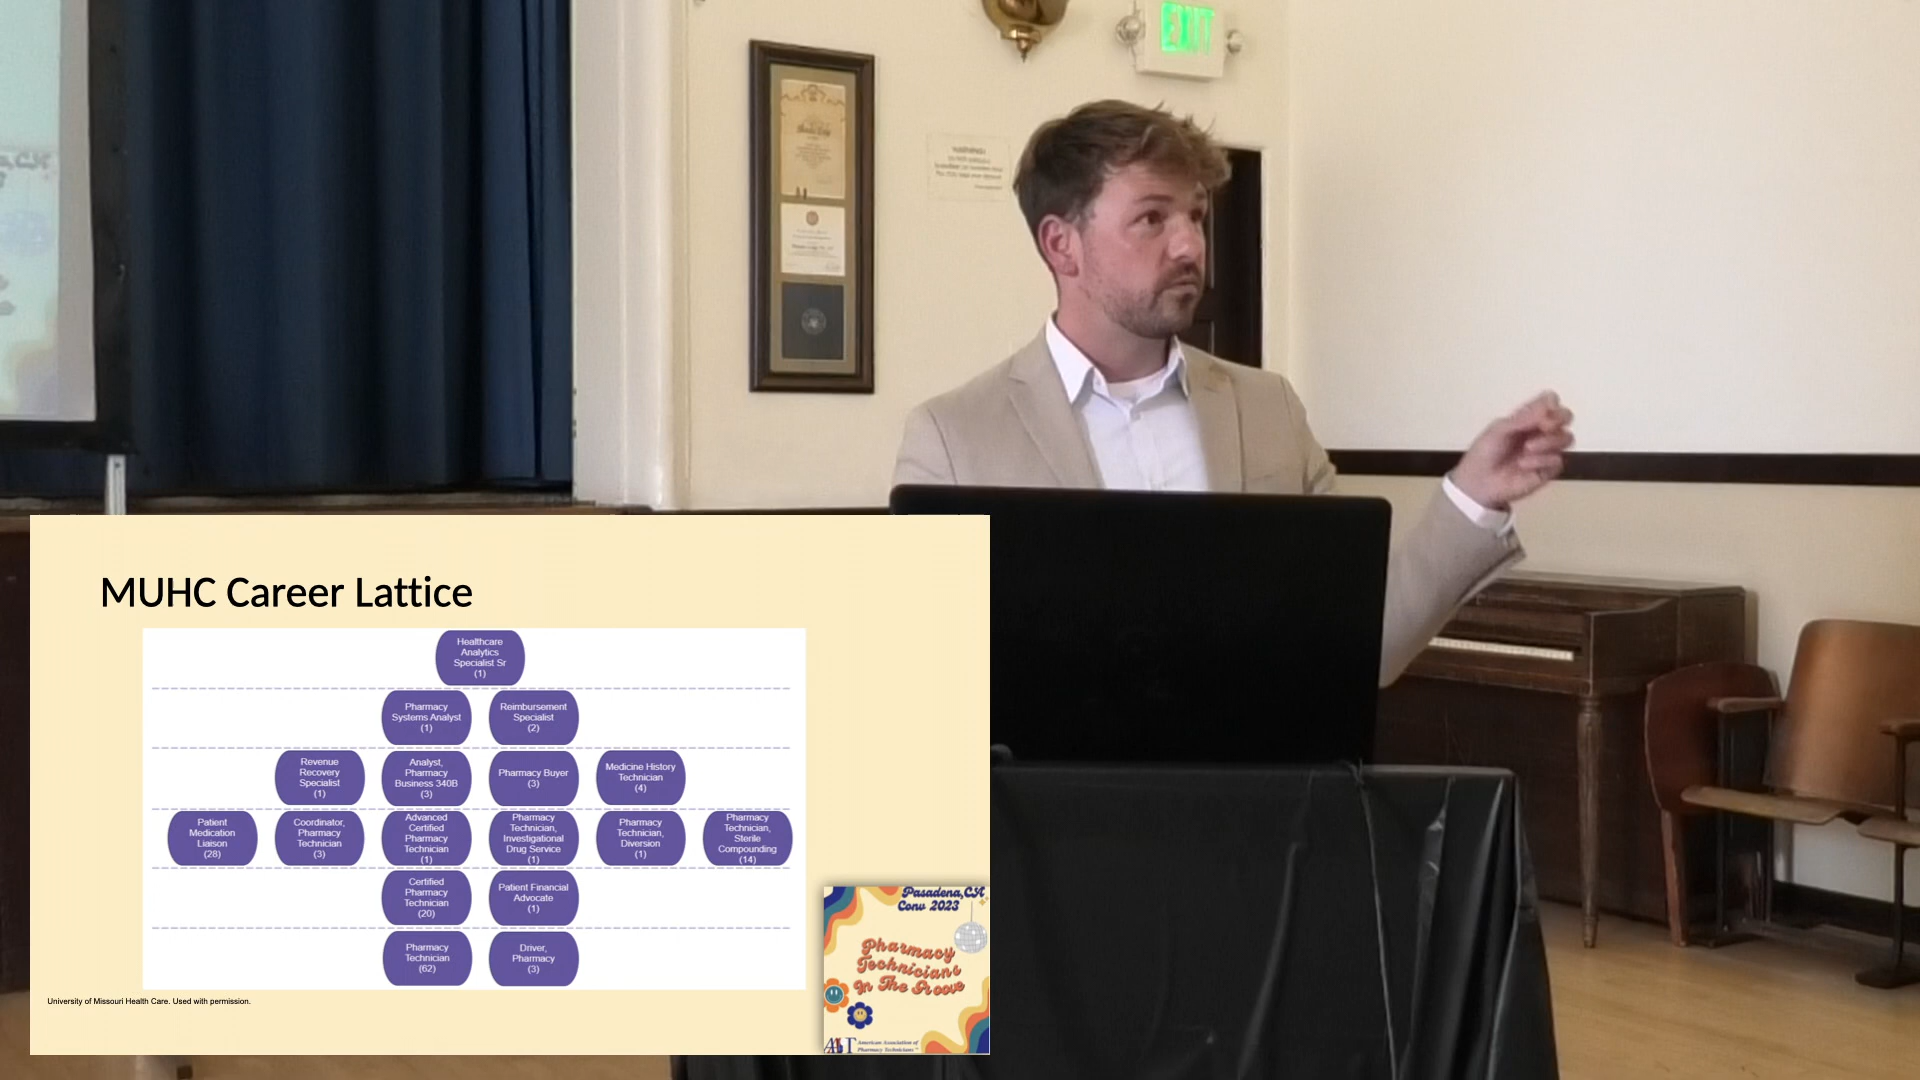 EXIT
MUHC Career Lattice
Healthcare
Analytics
Specialist Sr
(1)
Pharmacy
Systems Analyst
(1)
Reimbursement
Specialist
(2)
Revenue
Recovery
Specialist
(1)
Analyst,
Pharmacy
Business 340B
(3)
Pharmacy Buyer
(3)
Medicine History
Technician
(4)
Patient
Medication
Liaison
(28)
Coordinator,
Pharmacy
Technician
(3)
Advanced
Certified
Pharmacy
Technician
(1)
Pharmacy
Technician,
Investigational
Drug Service
(1)
Pharmacy
Technician,
Diversion
(1)
Pharmacy
Technician,
Sterile
Compounding
(14)
Certified
Pharmacy
Technician
(20)
Patient Financial
Advocate
(1)
Pharmacy
Technician
(62)
Driver,
Pharmacy
(3)
University of Missouri Health Care. Used with permission.
Pasadena,CA
Conv 2023
Pharmacy
Technicians
In The Groove
American Association of
Pharmacy Technicians